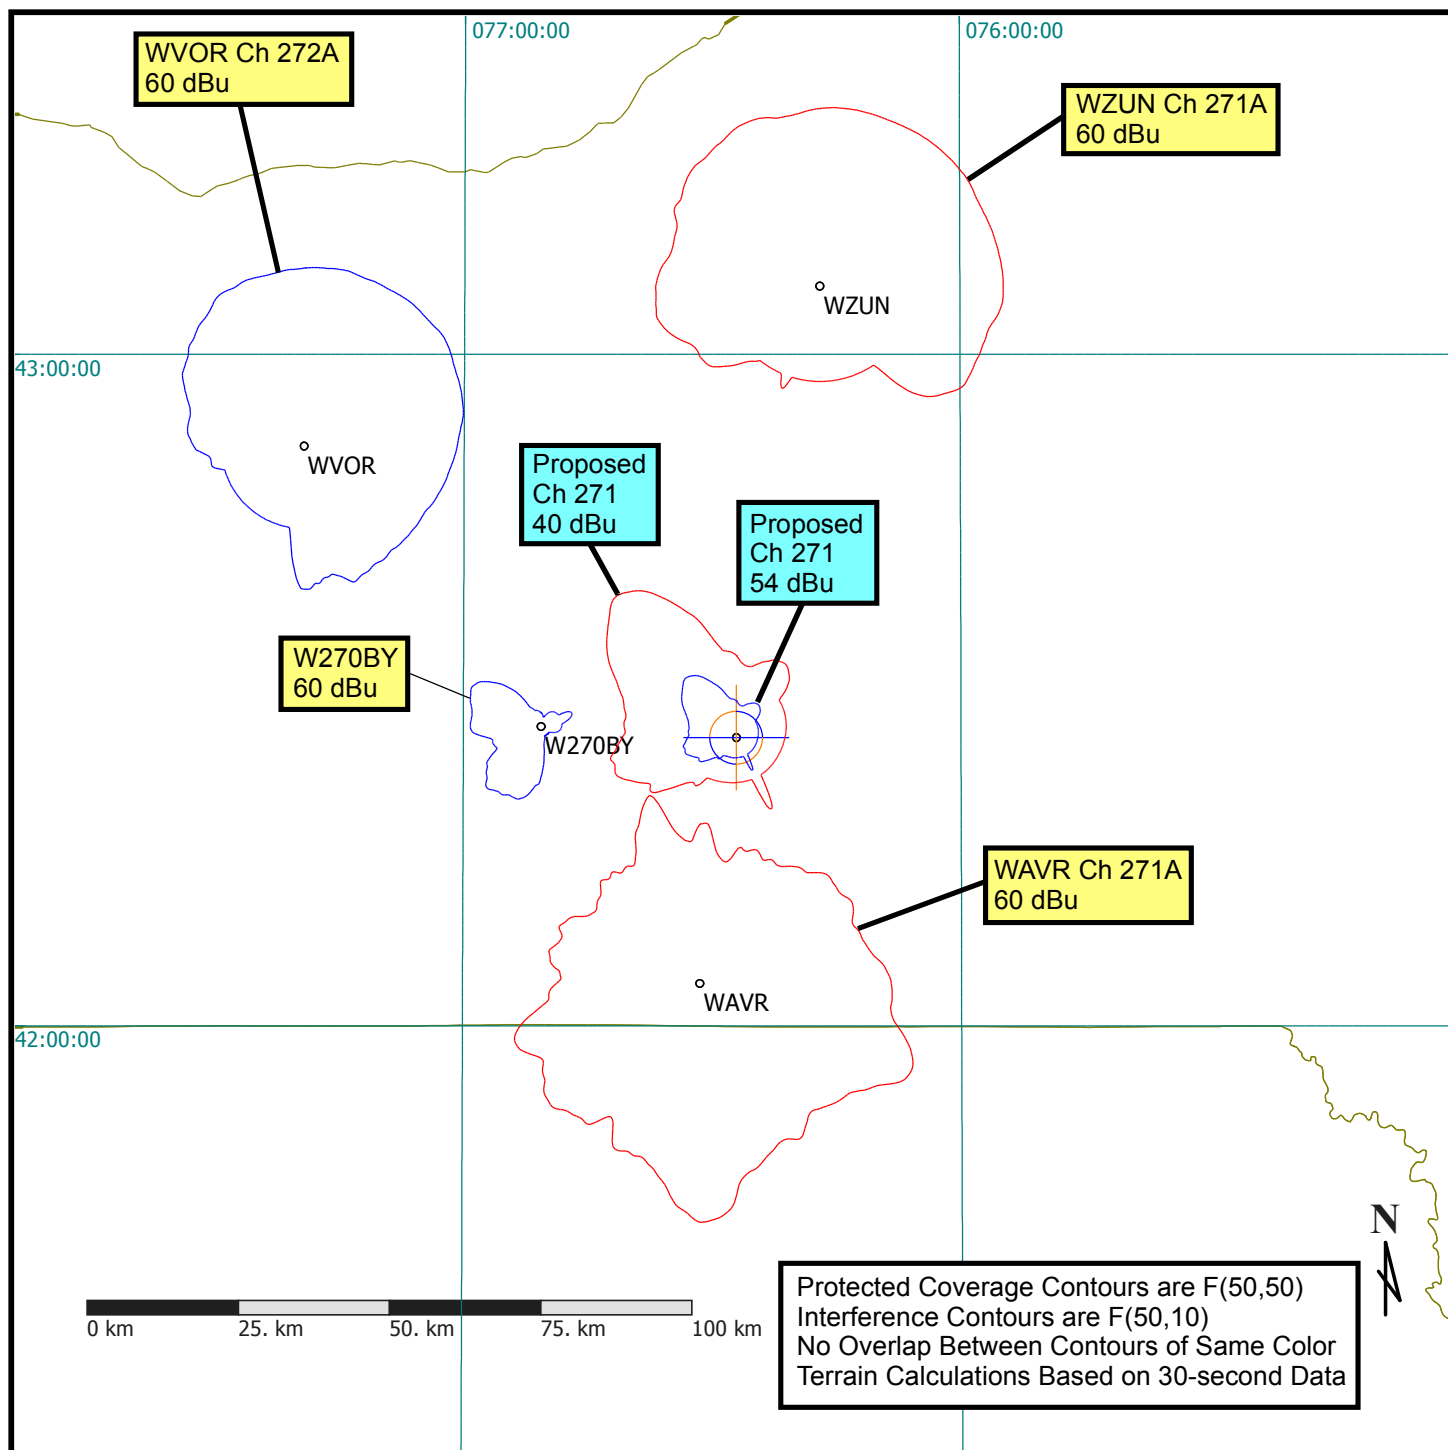 077:00:00
076:00:00
WVOR Ch 272A
60 dBu
WZUN Ch 271A
60 dBu
WZUN
43:00:00
WVOR
Proposed
Ch 271
40 dBu
Proposed
Ch 271
54 dBu
W270BY
60 dBu
W270BY
WAVR Ch 271A
60 dBu
WAVR
42:00:00
N
0 km
25. km
50. km
75. km
100 km
Protected Coverage Contours are F(50,50)
Interference Contours are F(50,10)
No Overlap Between Contours of Same Color
Terrain Calculations Based on 30-second Data